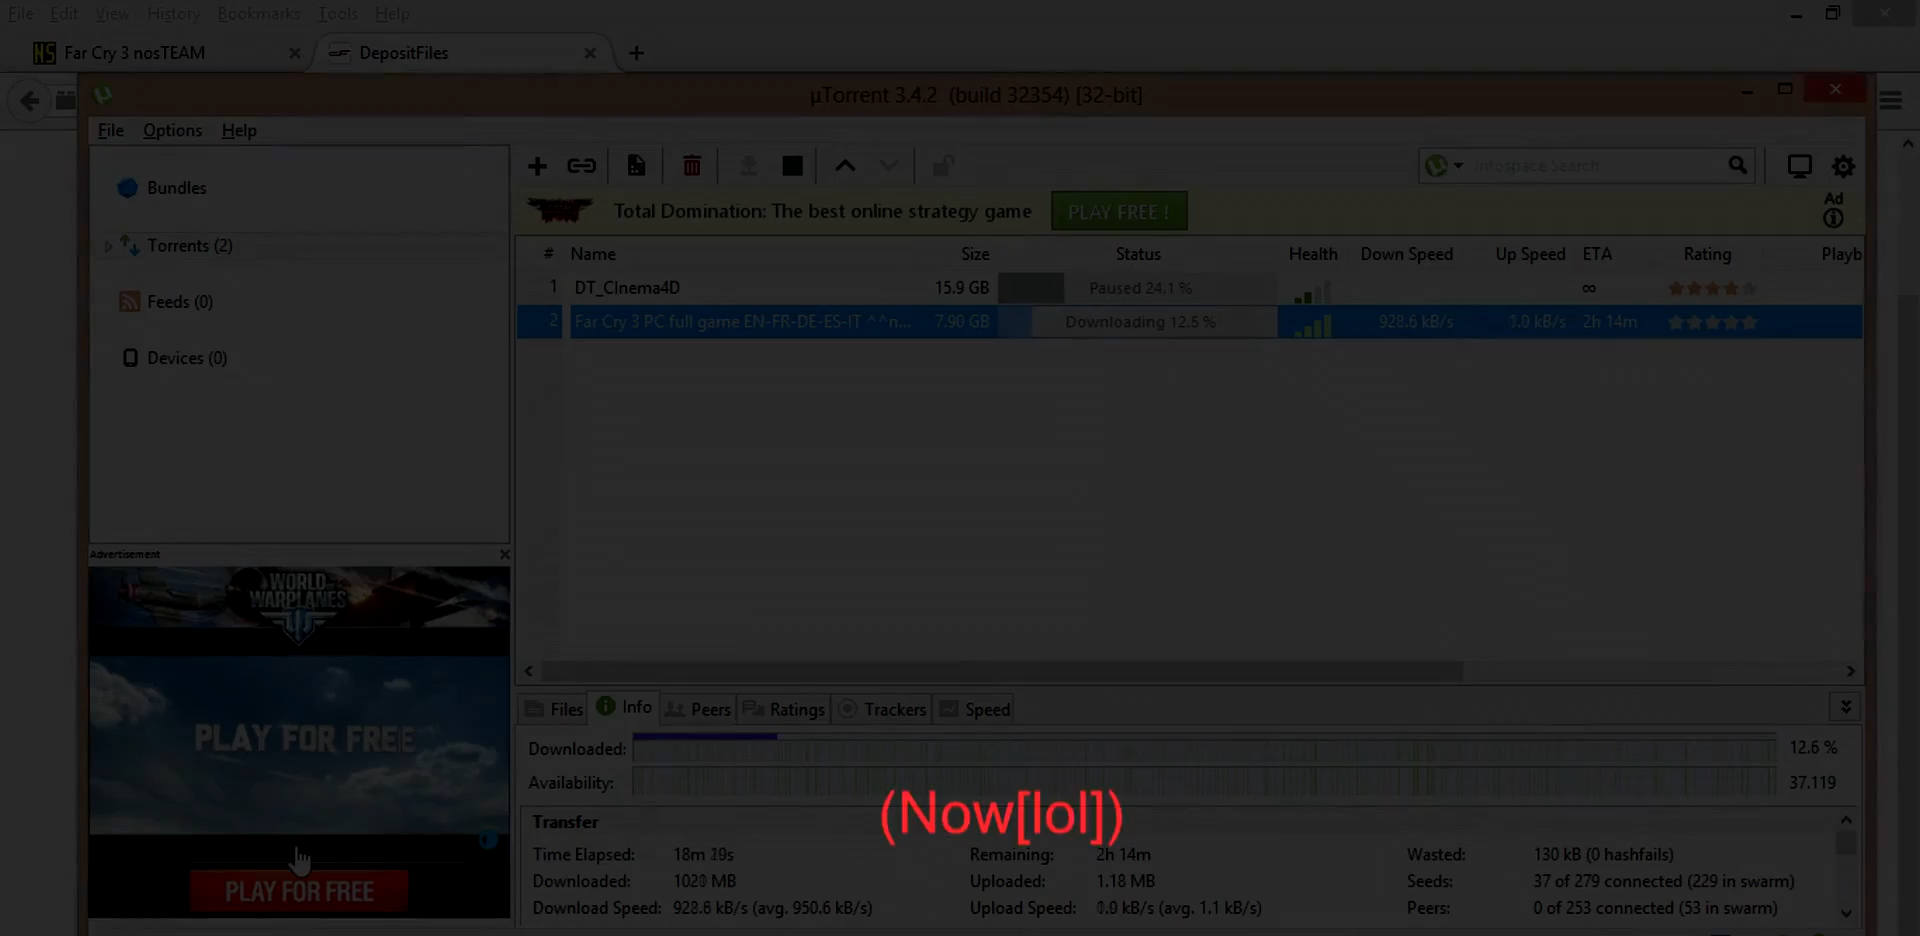 File Edit View History Bookmarks Tools Help
NS Far Cry 3 nosTEAM DepositFiles
µTorrent 3.4.2 (build 32354) [32-bit]
File Options Help
Bundles
Infospace Search
Total Domination: The best online strategy game PLAY FREE ! Ad
Torrents (2)
# Name Size Status Health Down Speed Up Speed ETA Rating Playb
1 DT_CInema4D 15.9 GB Paused 24,1 % ∞
Feeds (0)
2 Far Cry 3 PC full game EN-FR-DE-ES-IT ^^n... 7.90 GB Downloading 12.5 % 928.6 kB/s kB/s 2h 14m
Devices (0)
Advertisement
WORLD OF WARPLANES
PLAY FOR FREE
PLAY FOR FREE
Files Info Peers Ratings Trackers Speed
Downloaded: 12.6 %
Availability: 37.119
(Now[lol])
Transfer
Time Elapsed: 18m 29s Remaining: 2h 14m Wasted: 130 kB (0 hashfails)
Downloaded: 1020 MB Uploaded: 1.18 MB Seeds: 37 of 279 connected (229 in swarm)
Download Speed: 928.6 kB/s (avg. 950.6 kB/s) Upload Speed: kB/s (avg. 1.1 kB/s) Peers: 0 of 253 connected (53 in swarm)